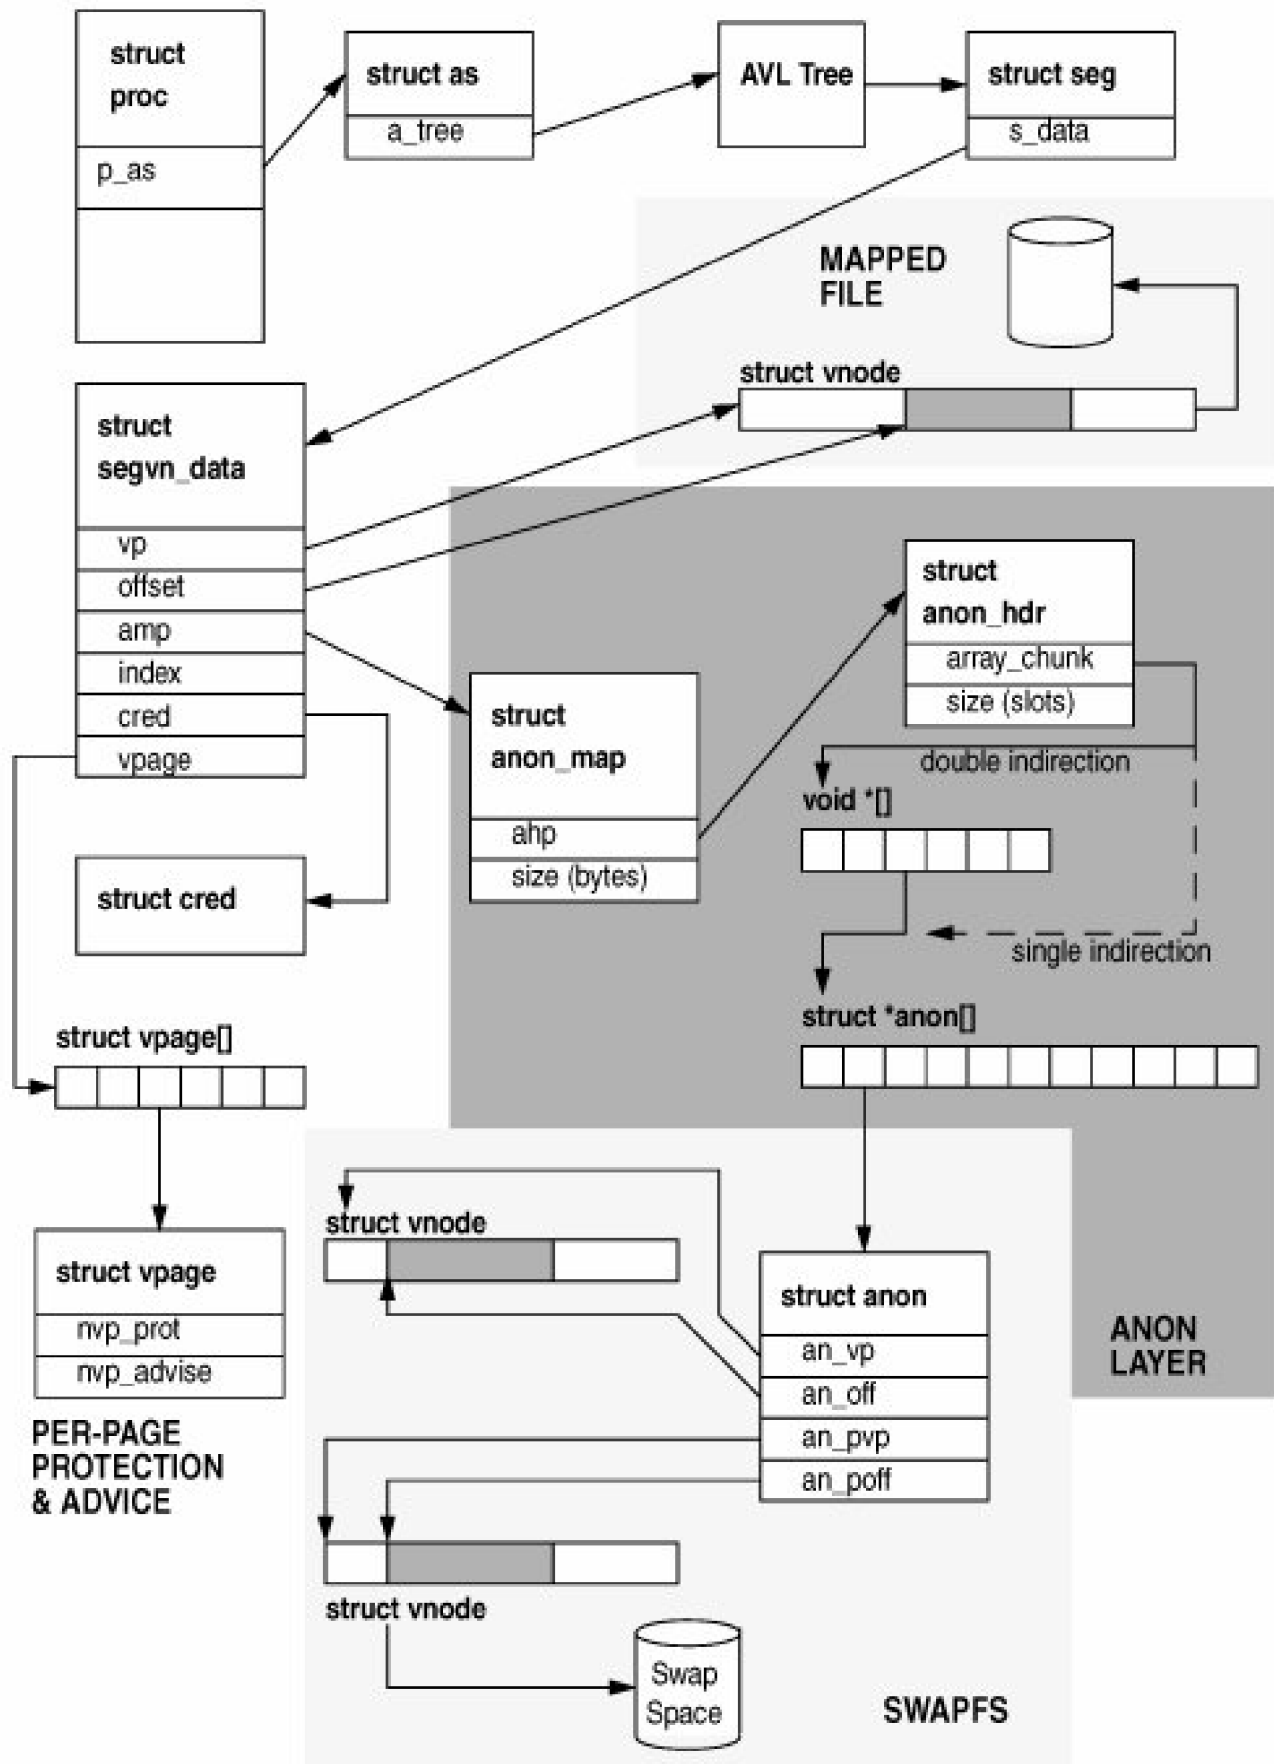 struct
proc
p_as
struct as
a_tree
AVL Tree
struct seg
s_data
MAPPED
FILE
struct vnode
struct
segvn_data
vp
offset
amp
index
cred
vpage
struct
anon_hdr
array_chunk
size (slots)
struct
anon_map
ahp
size (bytes)
double indirection
void *[]
single indirection
struct cred
struct *anon[]
struct vpage[]
struct vpage
nvp_prot
nvp_advise
PER-PAGE
PROTECTION
& ADVICE
struct vnode
struct anon
an_vp
an_off
an_pvp
an_poff
ANON
LAYER
struct vnode
Swap
Space
SWAPFS